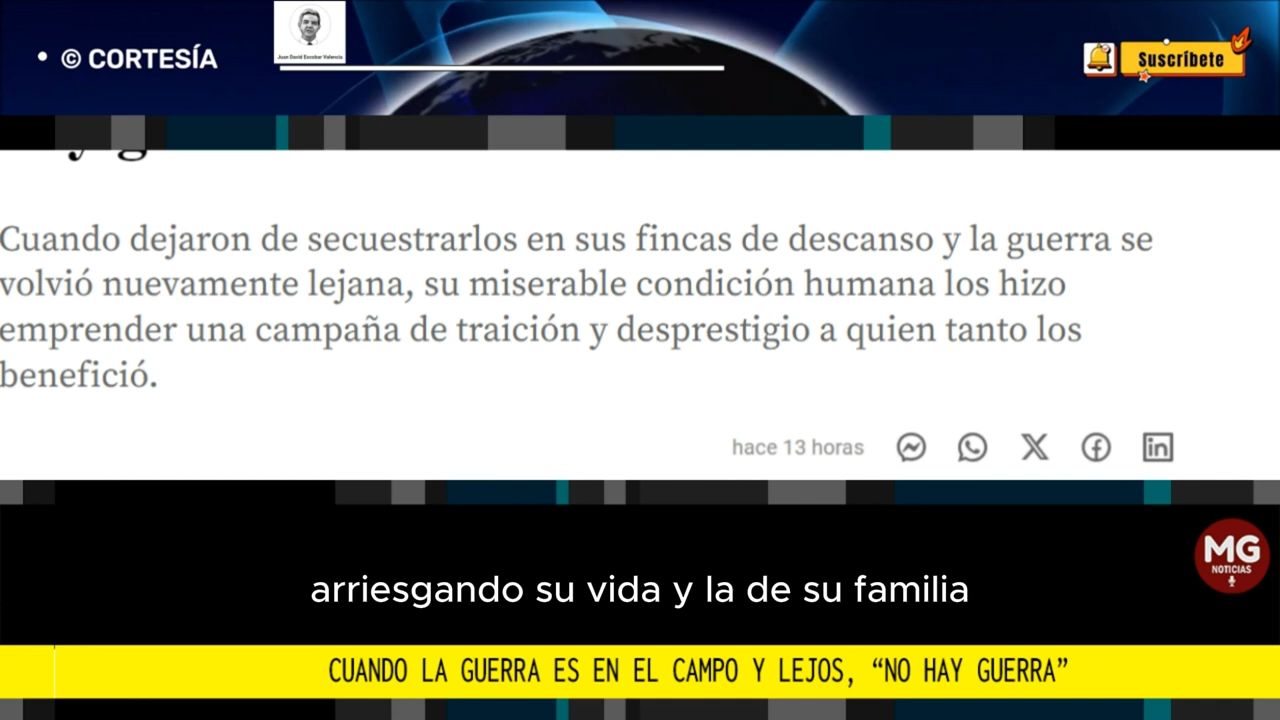 • © CORTESÍA
Juan David Escobar Valencia
Suscríbete
Cuando dejaron de secuestrarlos en sus fincas de descanso y la guerra se
volvió nuevamente lejana, su miserable condición humana los hizo
emprender una campaña de traición y desprestigio a quien tanto los
benefició.
hace 13 horas
MG
NOTICIAS
arriesgando su vida y la de su familia
CUANDO LA GUERRA ES EN EL CAMPO Y LEJOS, “NO HAY GUERRA”